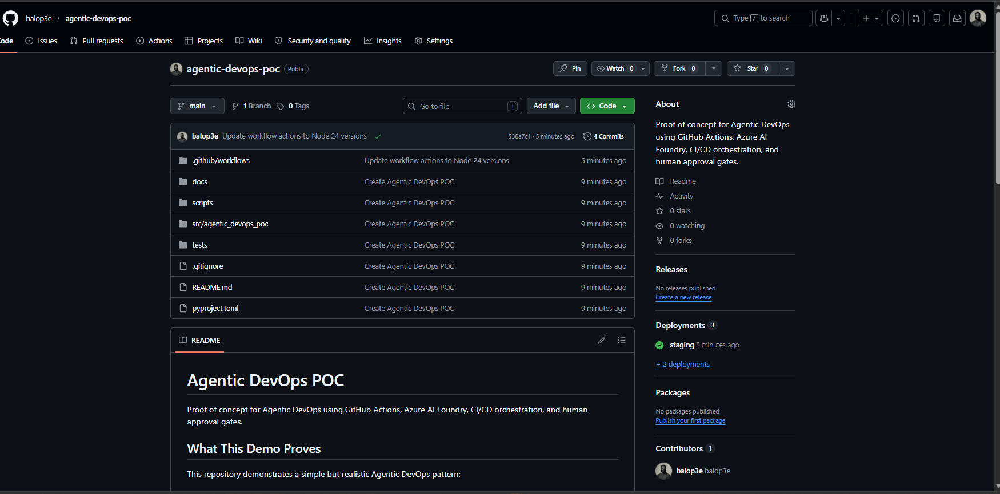 balop3e / agentic-devops-poc
Type / to search
ode Issues Pull requests Actions Projects Wiki Security and quality Insights Settings
agentic-devops-poc Public
Pin Watch 0 Fork 0 Star 0
main 1 Branch 0 Tags Go to file T Add file Code
balop3e Update workflow actions to Node 24 versions 538a7c1 · 5 minutes ago 4 Commits
.github/workflows Update workflow actions to Node 24 versions 5 minutes ago
docs Create Agentic DevOps POC 9 minutes ago
scripts Create Agentic DevOps POC 9 minutes ago
src/agentic_devops_poc Create Agentic DevOps POC 9 minutes ago
tests Create Agentic DevOps POC 9 minutes ago
.gitignore Create Agentic DevOps POC 9 minutes ago
README.md Create Agentic DevOps POC 9 minutes ago
pyproject.toml Create Agentic DevOps POC 9 minutes ago
README
Agentic DevOps POC
Proof of concept for Agentic DevOps using GitHub Actions, Azure AI Foundry, CI/CD orchestration, and human
approval gates.
What This Demo Proves
This repository demonstrates a simple but realistic Agentic DevOps pattern:
About
Proof of concept for Agentic DevOps
using GitHub Actions, Azure AI
Foundry, CI/CD orchestration, and
human approval gates.
Readme
Activity
0 stars
0 watching
0 forks
Releases
No releases published
Create a new release
Deployments 3
staging 5 minutes ago
+ 2 deployments
Packages
No packages published
Publish your first package
Contributors 1
balop3e balop3e